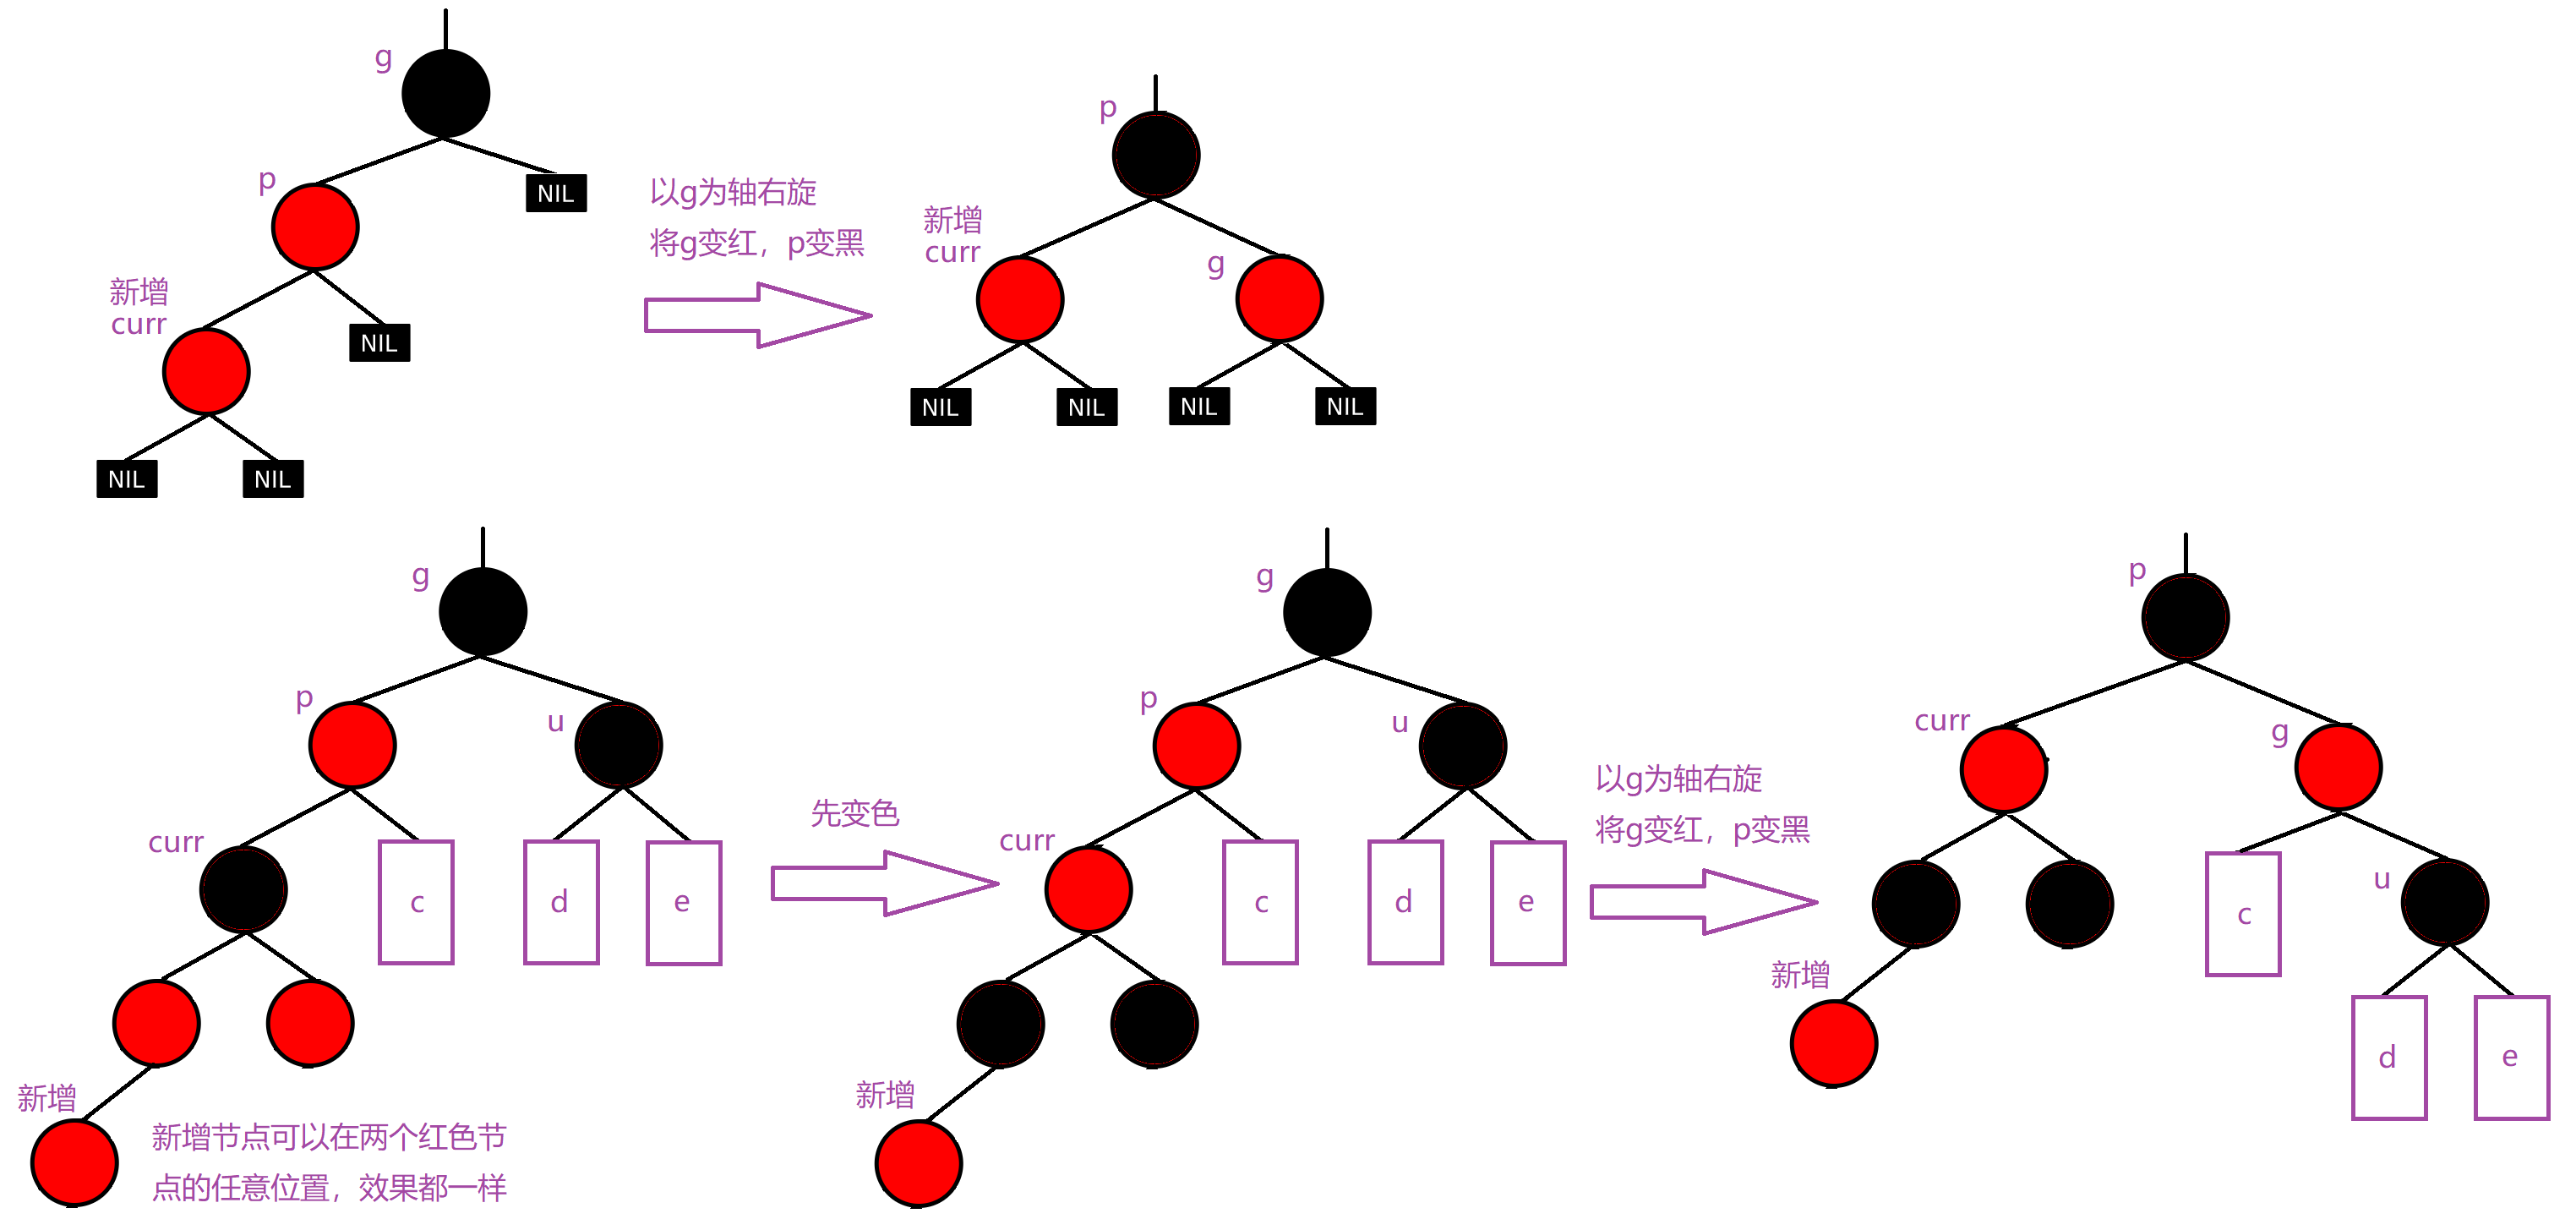 g
p
p
NIL
以g为轴右旋
将g变红，p变黑
新增
curr
g
新增
curr
NIL
NIL
NIL
NIL
NIL
NIL
NIL
g
g
p
p
u
p
u
curr
g
以g为轴右旋
将g变红，p变黑
先变色
curr
curr
u
c
d
e
c
d
e
c
新增
d
e
新增
新增
新增节点可以在两个红色节
点的任意位置，效果都一样